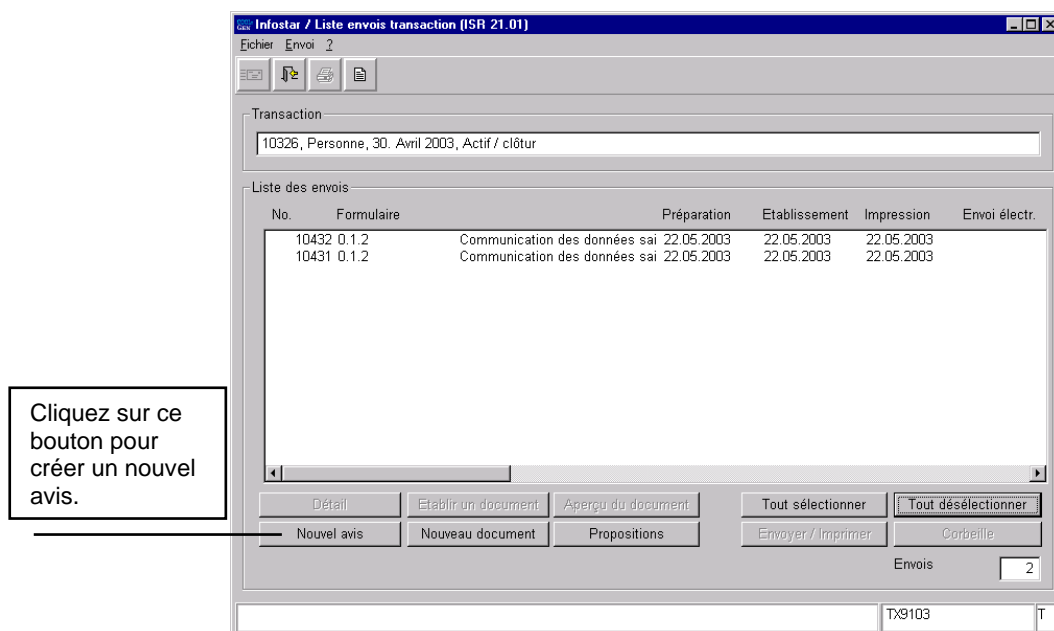 Infostar / Liste envois transaction (ISR 21.01)
Fichier Envoi ?
Transaction
10326, Personne, 30. Avril 2003, Actif / clôtur
Liste des envois
No. Formulaire Préparation Etablissement Impression Envoi électr.
10432 0.1.2 Communication des données sai 22.05.2003 22.05.2003 22.05.2003
10431 0.1.2 Communication des données sai 22.05.2003 22.05.2003 22.05.2003
Cliquez sur ce
bouton pour
créer un nouvel
avis.
Détail Etablir un document Aperçu du document Tout sélectionner Tout désélectionner
Nouvel avis Nouveau document Propositions Envoyer / Imprimer Corbeille
Envois 2
TX9103 T